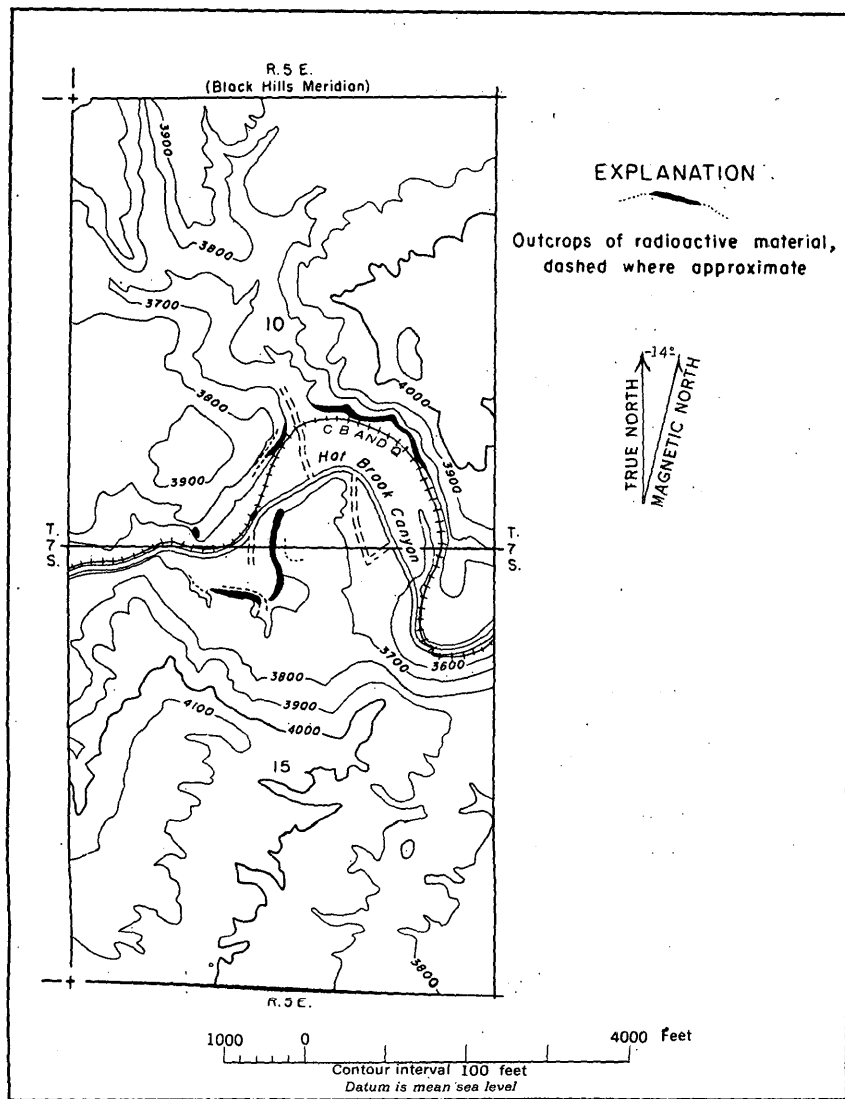 R. 5 E.
(Black Hills Meridian)
3900
3800
3700
10
3800
4000
3900
3900
C B AND Q
Hot Brook Canyon
T.
7
S.
T.
7
S.
3700
3600
3800
3900
4000
4100
15
3800
R. 5 E.
EXPLANATION
Outcrops of radioactive material,
dashed where approximate
14°
TRUE NORTH
MAGNETIC NORTH
1000 0 4000 Feet
Contour interval 100 feet
Datum is mean sea level